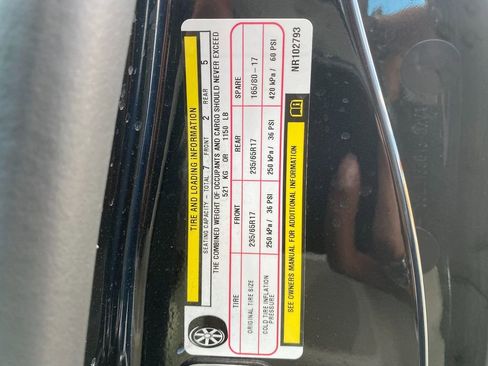 TIRE AND LOADING INFORMATION
SEATING CAPACITY - TOTAL 7 FRONT 2 REAR 5
THE COMBINED WEIGHT OF OCCUPANTS AND CARGO SHOULD NEVER EXCEED
521 KG OR 1150 LB
TIRE FRONT REAR SPARE
ORIGINAL TIRE SIZE 235/65R17 235/65R17 165/80-17
COLD TIRE INFLATION PRESSURE 250 kPa / 36 PSI 250 kPa / 36 PSI 420 kPa / 60 PSI
SEE OWNERS MANUAL FOR ADDITIONAL INFORMATION
NR102793